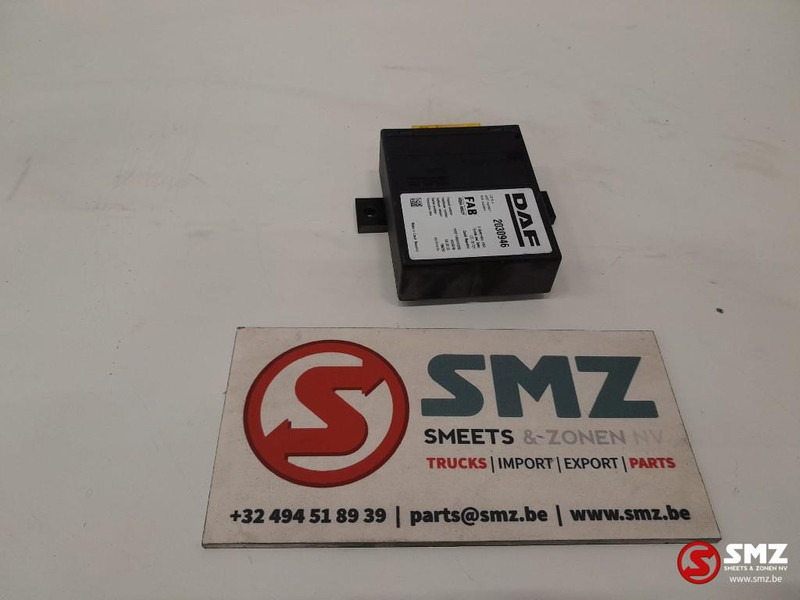 DAF
2030946
FAB
SMZ
SMEETS & ZONEN NV
TRUCKS | IMPORT | EXPORT | PARTS
+32 494 51 89 39 | parts@smz.be | www.smz.be
SMZ
SMEETS & ZONEN NV
www.smz.be